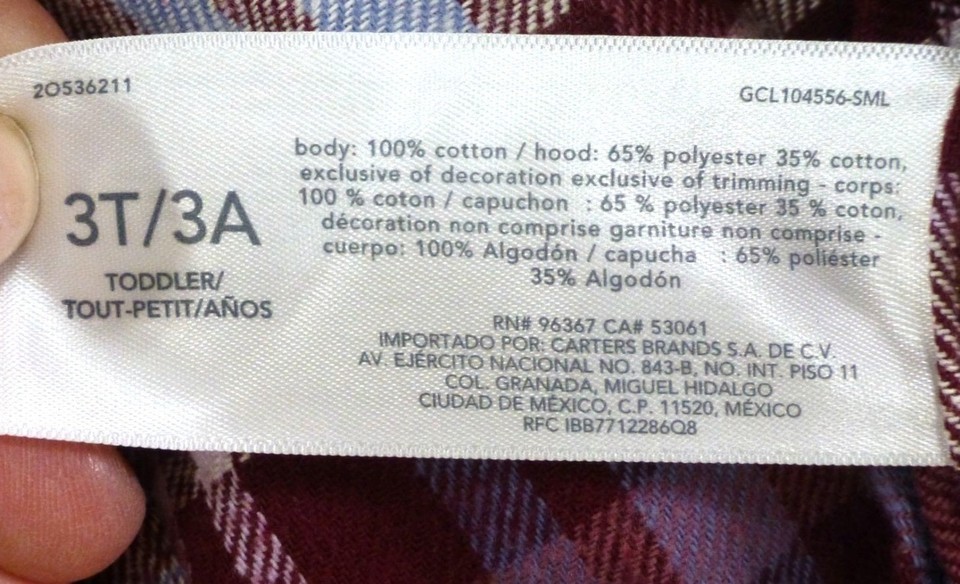 20536211
GCL104556-SML
3T/3A
TODDLER/
TOUT-PETIT/AÑOS
body: 100% cotton / hood: 65% polyester 35% cotton,
exclusive of decoration exclusive of trimming - corps:
100 % coton / capuchon : 65 % polyester 35 % coton,
décoration non comprise garniture non comprise -
cuerpo: 100% Algodón / capucha : 65% poliéster
35% Algodón
RN# 96367 CA# 53061
IMPORTADO POR: CARTERS BRANDS S.A. DE C.V.
AV. EJÉRCITO NACIONAL NO. 843-B, NO. INT. PISO 11
COL. GRANADA, MIGUEL HIDALGO
CIUDAD DE MÉXICO, C.P. 11520, MÉXICO
RFC IBB7712286Q8